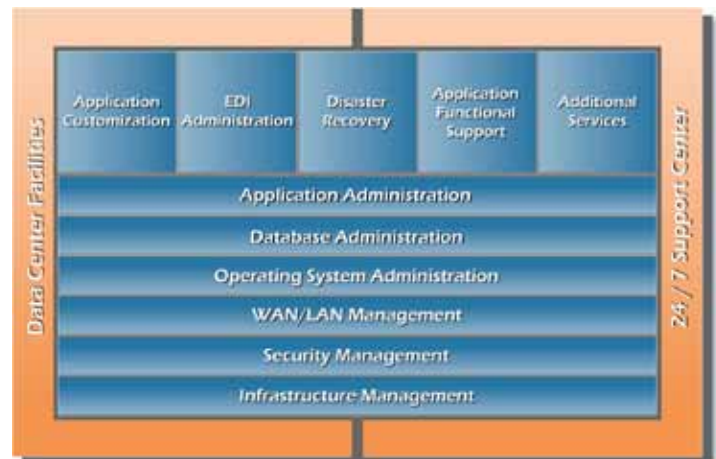 Data Center Facilities
Application
Customization
EDI
Administration
Disaster
Recovery
Application
Functional
Support
Additional
Services
Application Administration
Database Administration
Operating System Administration
WAN/LAN Management
Security Management
Infrastructure Management
24 / 7 Support Center